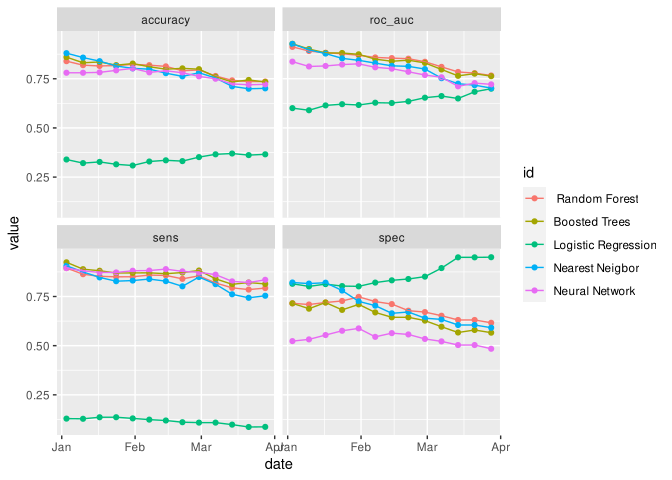 accuracy
roc_auc
0.75
0.50
0.25
sens
spec
0.75
0.50
0.25
Jan Feb Mar Apr
Jan Feb Mar Apr
date
value
id
Random Forest
Boosted Trees
Logistic Regression
Nearest Neigbor
Neural Network